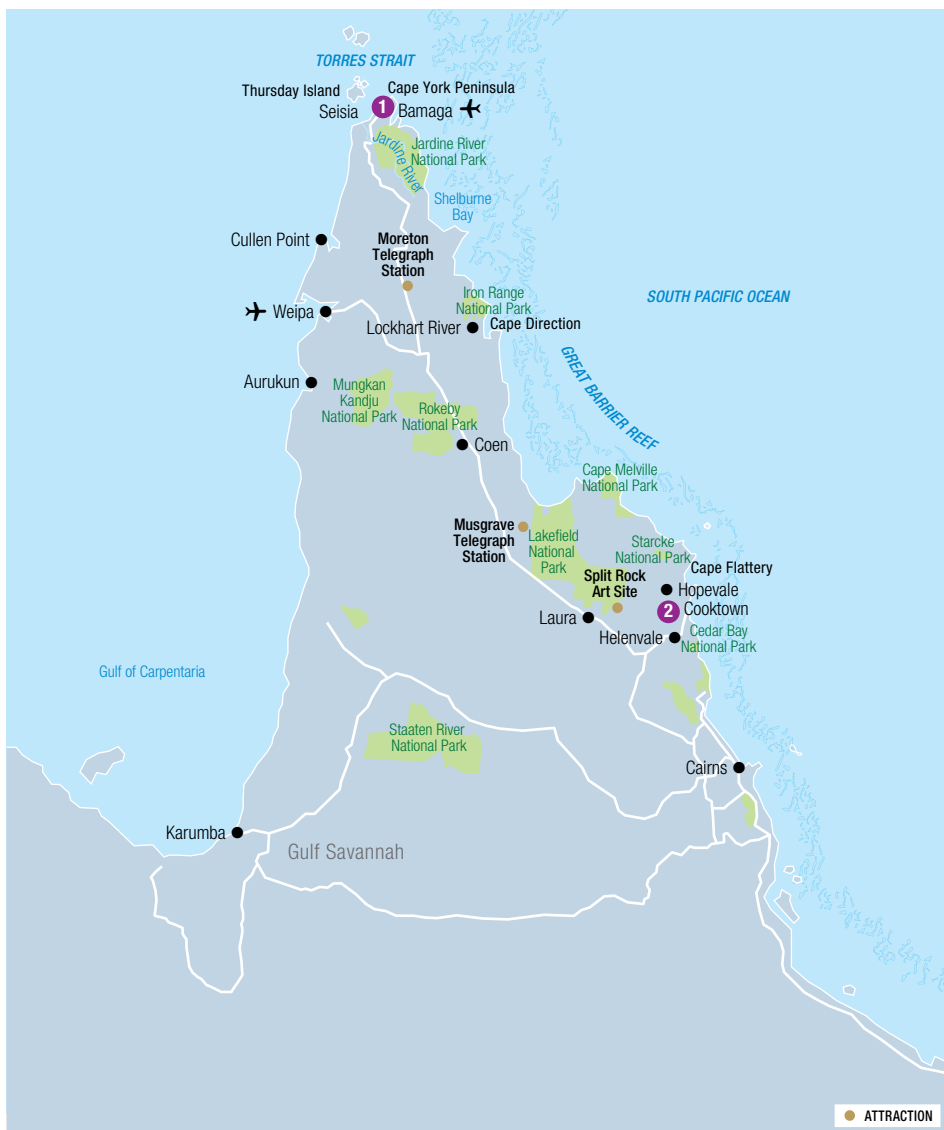 TORRES STRAIT
Cape York Peninsula
Thursday Island
1
Seisia
Bamaga
Jardine River
Jardine River
National Park
Shelburne
Bay
Cullen Point
Moreton
Telegraph
Station
SOUTH PACIFIC OCEAN
Iron Range
National Park
Weipa
Lockhart River
Cape Direction
GREAT BARRIER REEF
Aurukun
Mungkan
Kandju
National Park
Rokeby
National Park
Coen
Cape Melville
National Park
Musgrave
Telegraph
Station
Lakefield
National
Park
Starcke
National Park
Cape Flattery
Split Rock
Art Site
Hopevale
2
Cooktown
Laura
Helenvale
Cedar Bay
National Park
Gulf of Carpentaria
Staaten River
National Park
Cairns
Karumba
Gulf Savannah
ATTRACTION